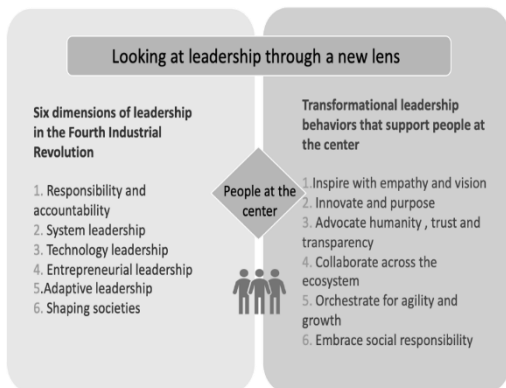 Looking at leadership through a new lens
Six dimensions of leadership
in the Fourth Industrial
Revolution
1. Responsibility and
accountability
2. System leadership
3. Technology leadership
4. Entrepreneurial leadership
5.Adaptive leadership
6. Shaping societies
People at the
center
Transformational leadership
behaviors that support people at
the center
1.Inspire with empathy and vision
2. Innovate and purpose
3. Advocate humanity , trust and
transparency
4. Collaborate across the
ecosystem
5. Orchestrate for agility and
growth
6. Embrace social responsibility